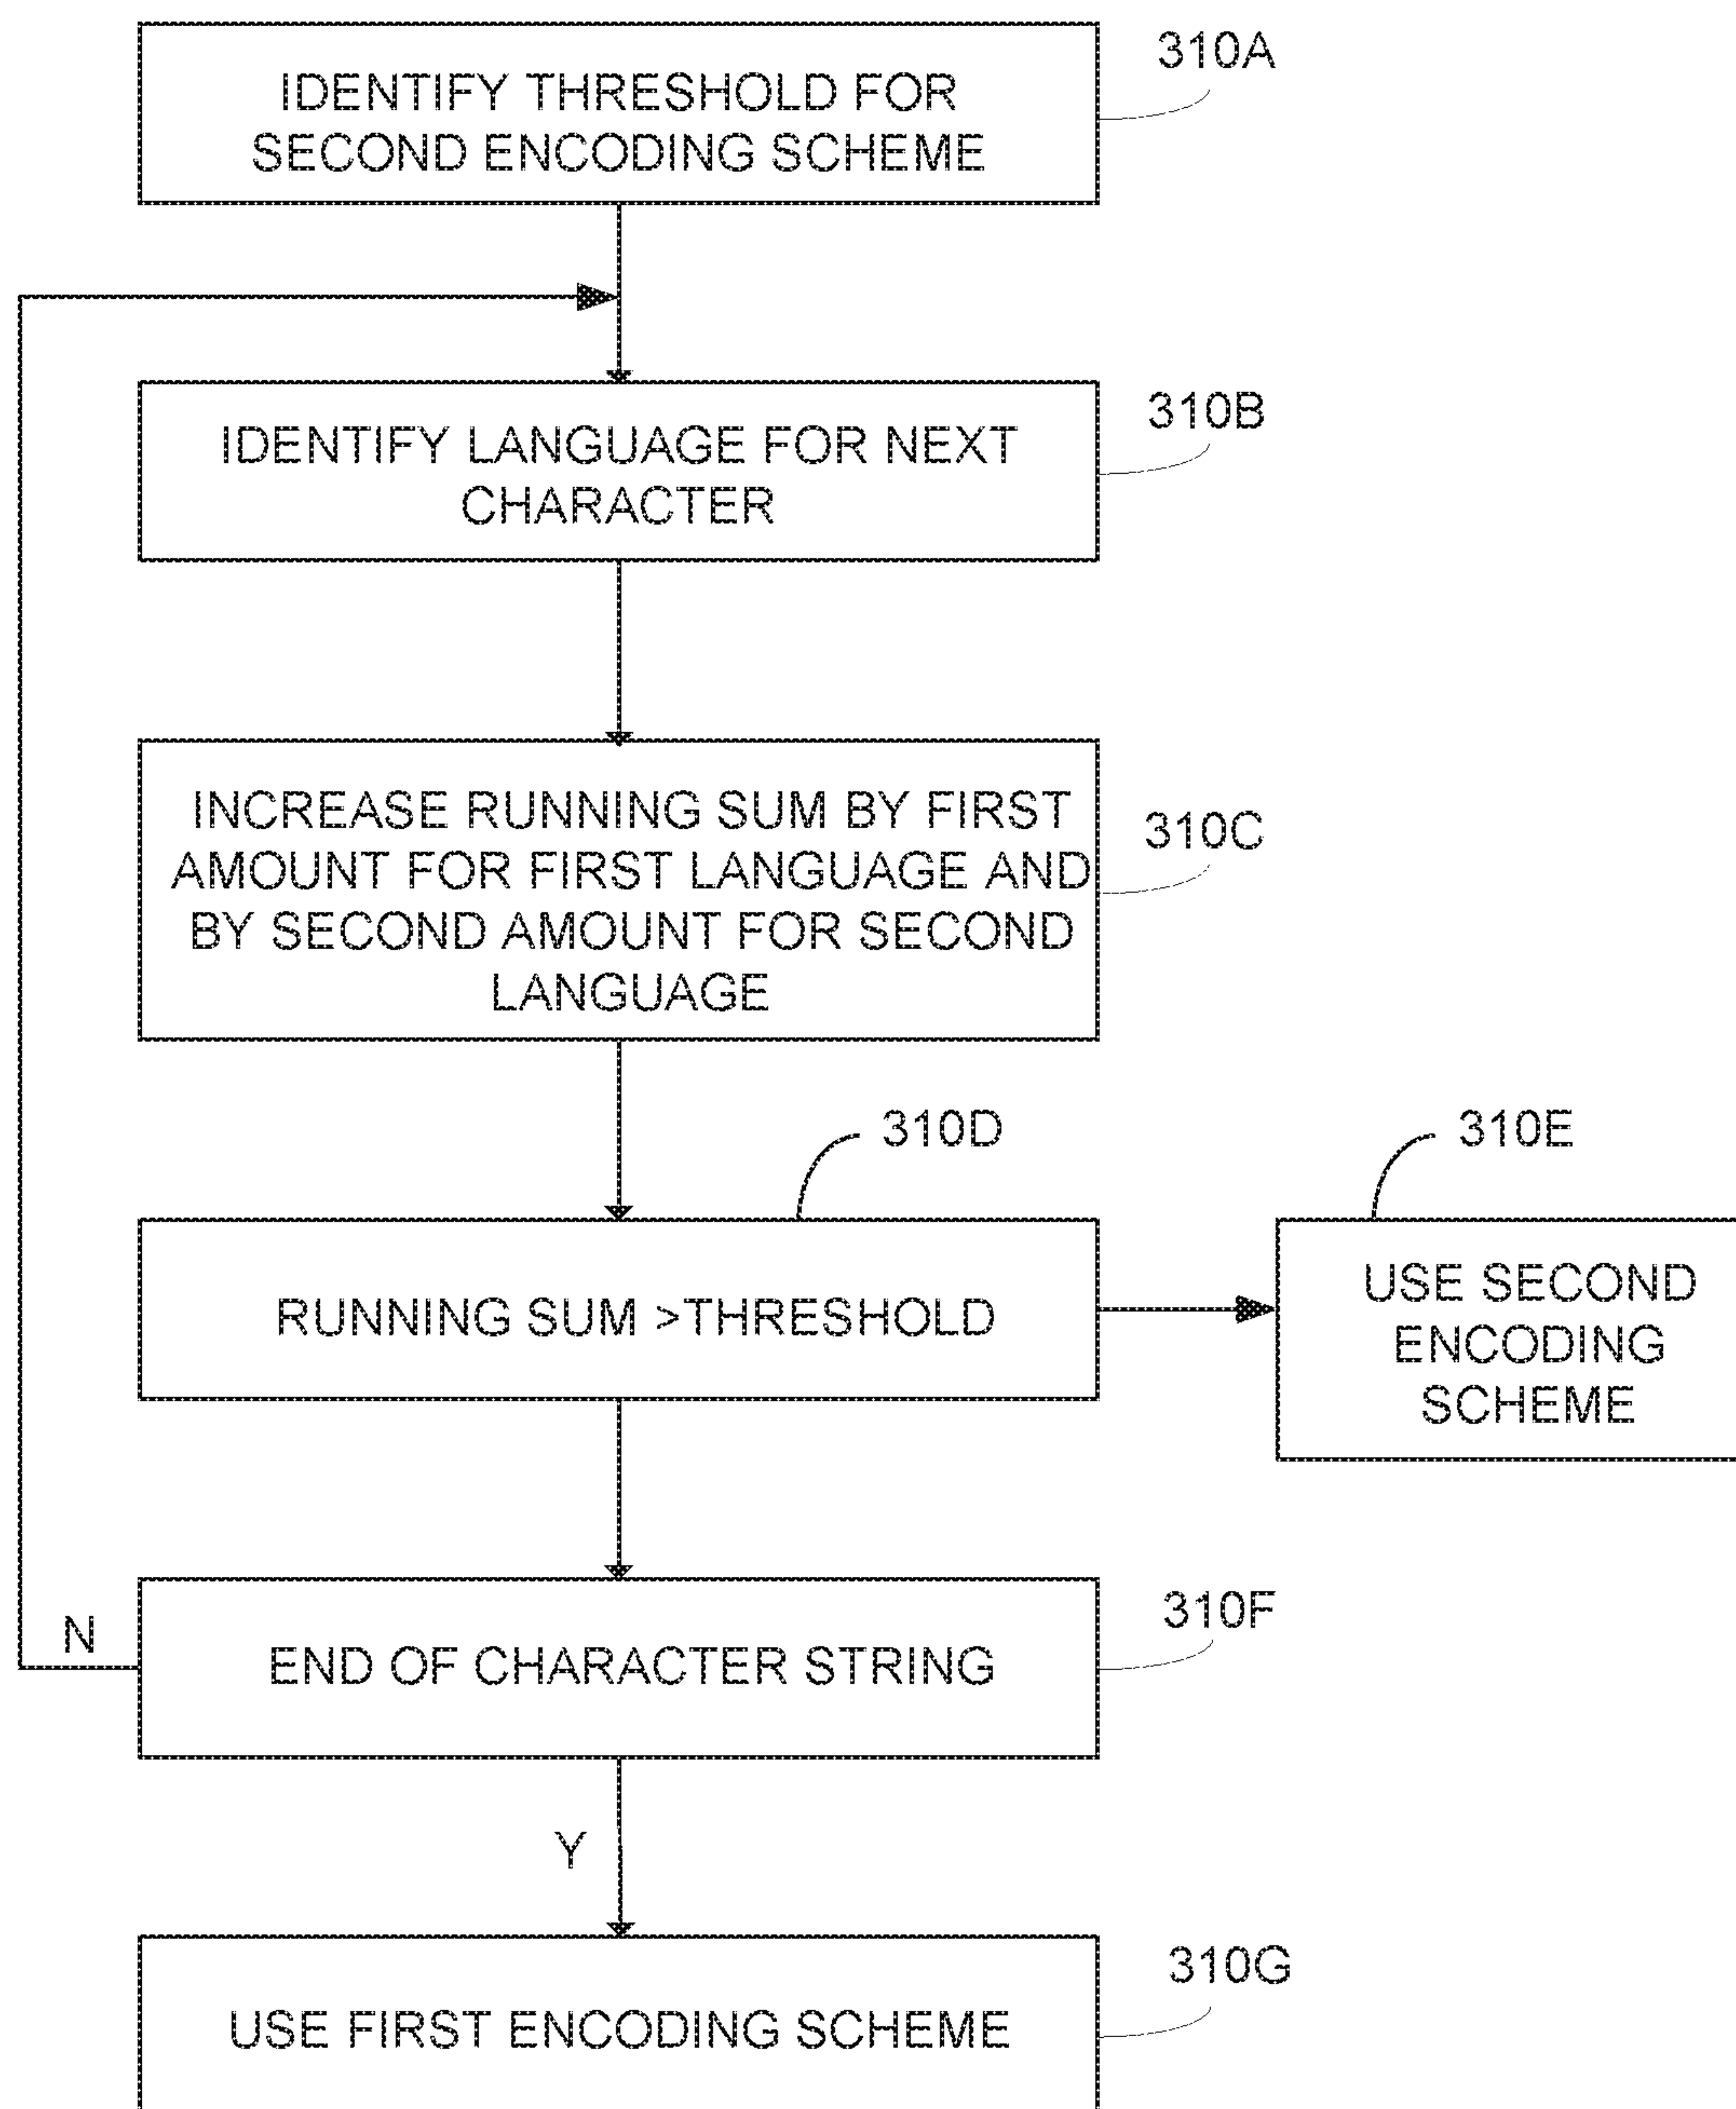 310A
IDENTIFY THRESHOLD FOR
SECOND ENCODING SCHEME
310B
IDENTIFY LANGUAGE FOR NEXT
CHARACTER
310C
INCREASE RUNNING SUM BY FIRST
AMOUNT FOR FIRST LANGUAGE AND
BY SECOND AMOUNT FOR SECOND
LANGUAGE
310D
310E
RUNNING SUM >THRESHOLD
USE SECOND
ENCODING
SCHEME
310F
N
END OF CHARACTER STRING
Y
310G
USE FIRST ENCODING SCHEME